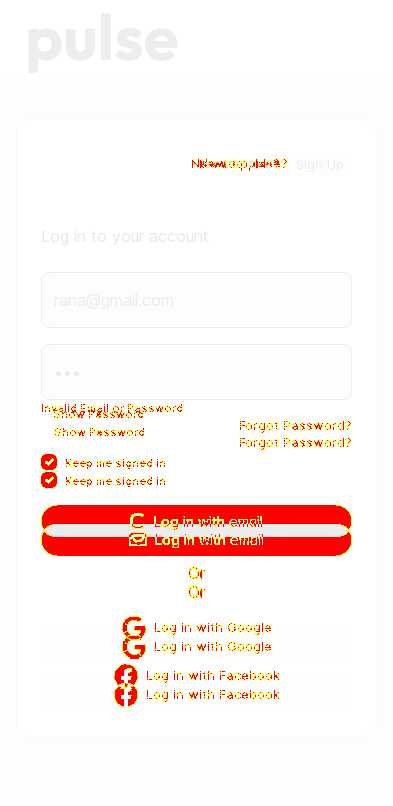 pulse
Sign Up
Log in to your account
rana@gmail.com
Invalid Email or Password
Show Password
Show Password
Forgot Password?
Forgot Password?
Keep me signed in
Keep me signed in
Log in with email
Log in with email
Or
Or
Log in with Google
Log in with Google
Log in with Facebook
Log in with Facebook